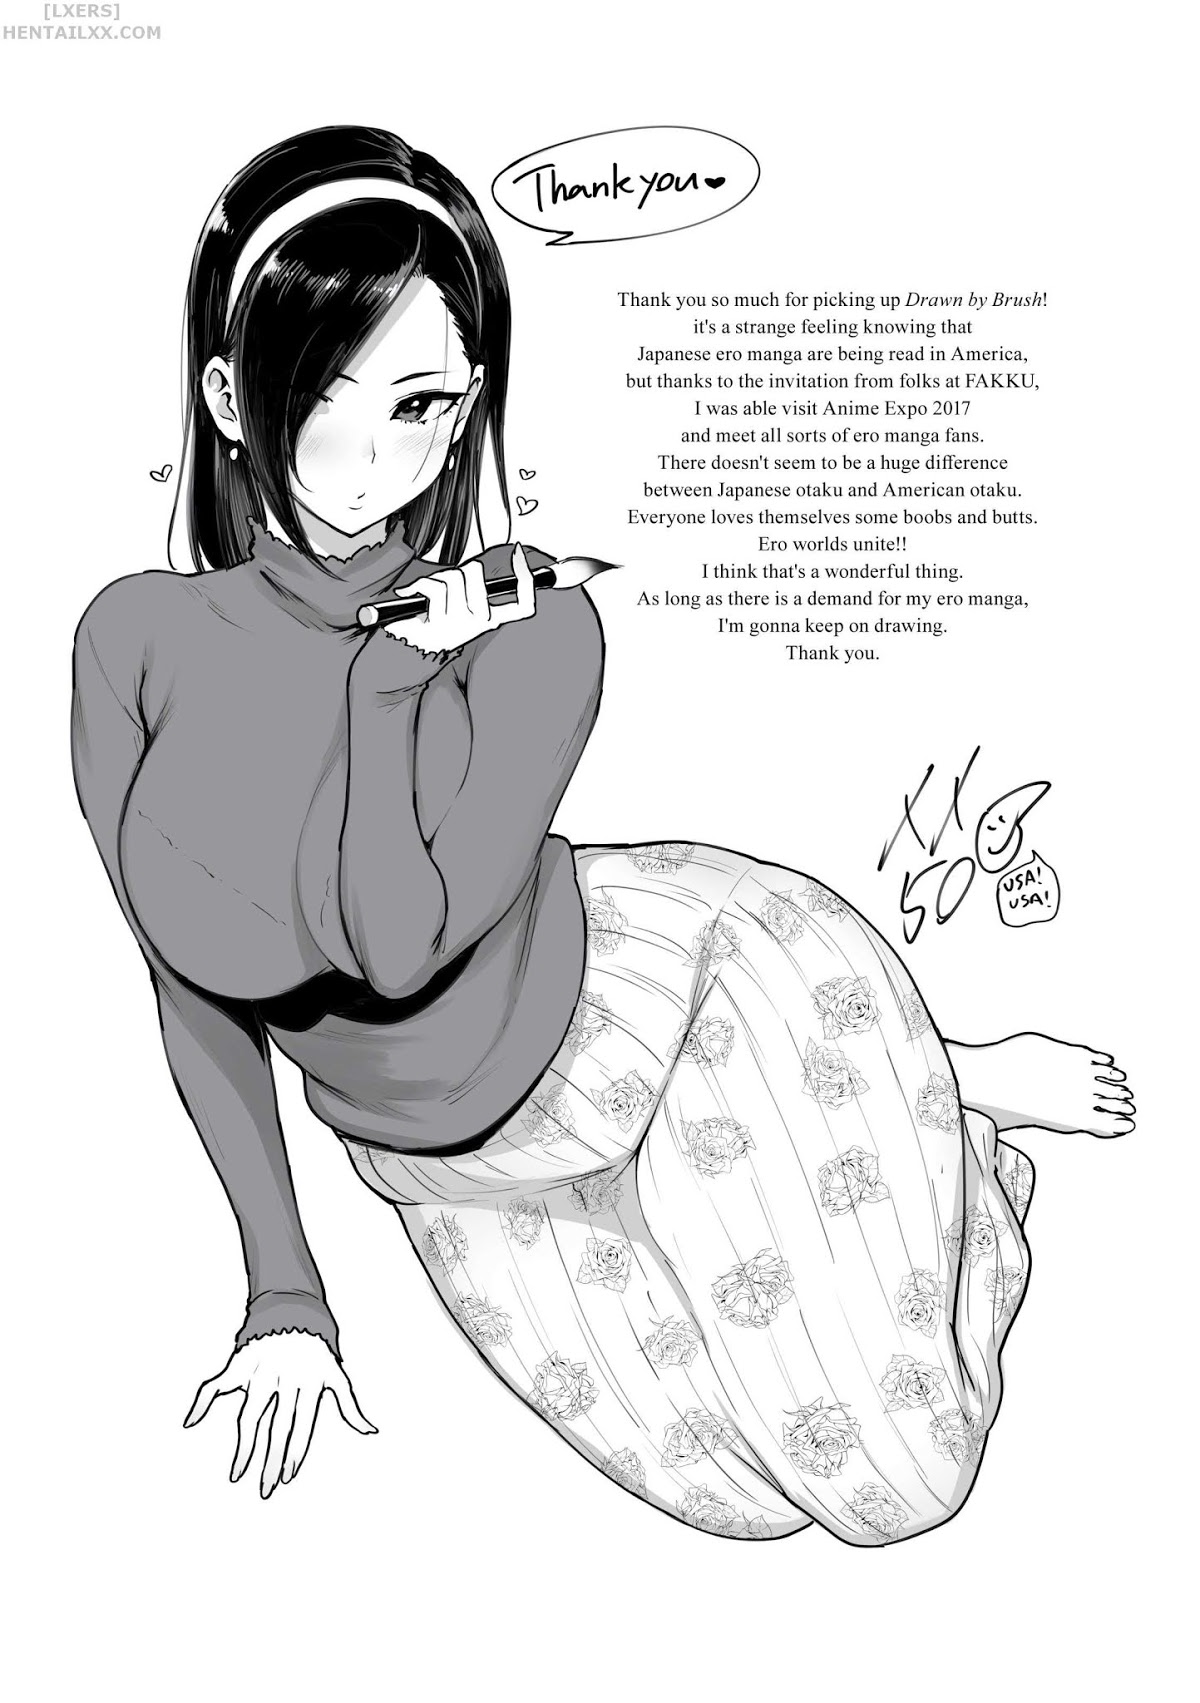 [LXERS]
HENTAILXX.COM
Thank you♥
Thank you so much for picking up Drawn by Brush!
it's a strange feeling knowing that
Japanese ero manga are being read in America,
but thanks to the invitation from folks at FAKKU,
I was able visit Anime Expo 2017
and meet all sorts of ero manga fans.
There doesn't seem to be a huge difference
between Japanese otaku and American otaku.
Everyone loves themselves some boobs and butts.
Ero worlds unite!!
I think that's a wonderful thing.
As long as there is a demand for my ero manga,
I'm gonna keep on drawing.
Thank you.
XX
50
USA!
USA!